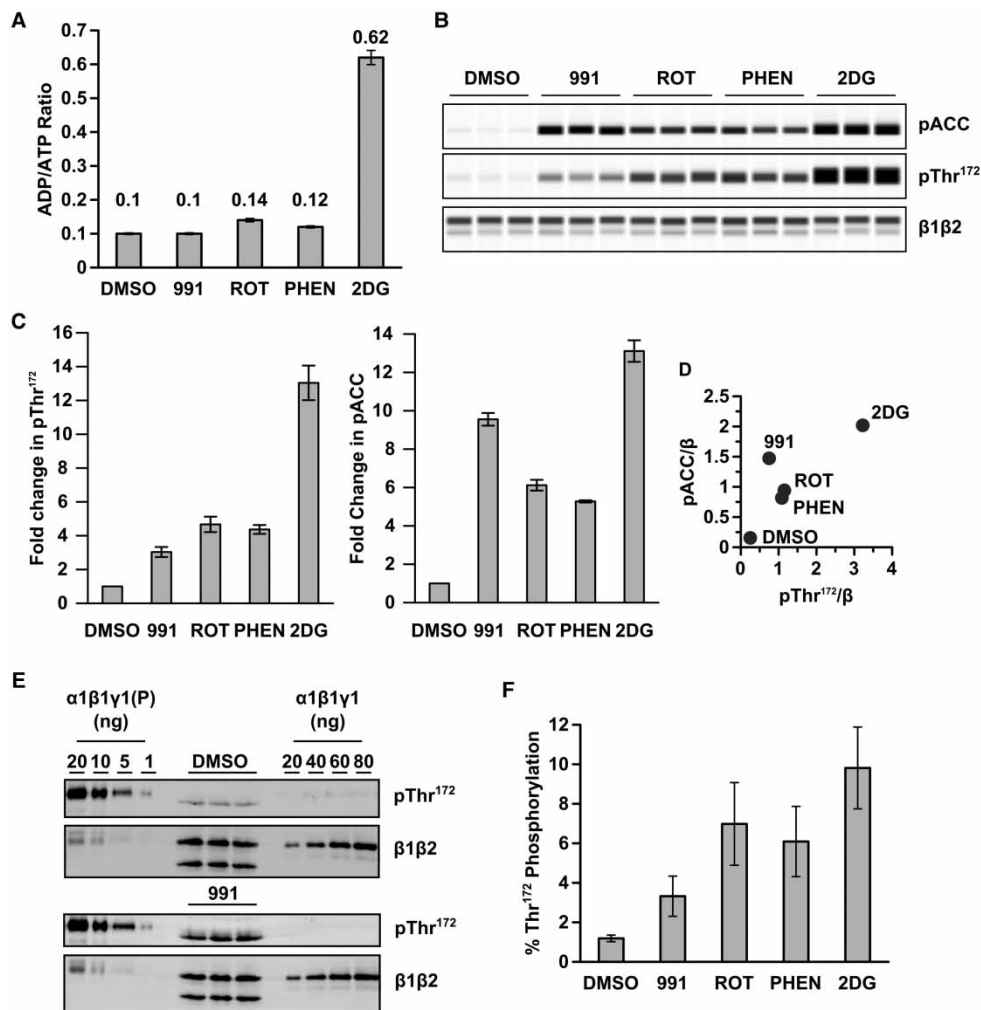 A
ADP/ATP Ratio
0.7
0.6
0.5
0.4
0.3
0.2
0.1
0
0.1
0.1
0.14
0.12
0.62
DMSO 991 ROT PHEN 2DG
B
DMSO 991 ROT PHEN 2DG
pACC
pThr¹⁷²
β1β2
C
Fold change in pThr¹⁷²
16
14
12
10
8
6
4
2
0
DMSO 991 ROT PHEN 2DG
Fold Change in pACC
14
12
10
8
6
4
2
0
DMSO 991 ROT PHEN 2DG
D
pACC/β
2.5
2
1.5
1
0.5
0
2DG
991
ROT
PHEN
DMSO
0 1 2 3 4
pThr¹⁷²/β
E
α1β1γ1(P)
(ng)
α1β1γ1
(ng)
20 10 5 1 DMSO 20 40 60 80
pThr¹⁷²
β1β2
991
pThr¹⁷²
β1β2
F
% Thr¹⁷² Phosphorylation
12
10
8
6
4
2
0
DMSO 991 ROT PHEN 2DG